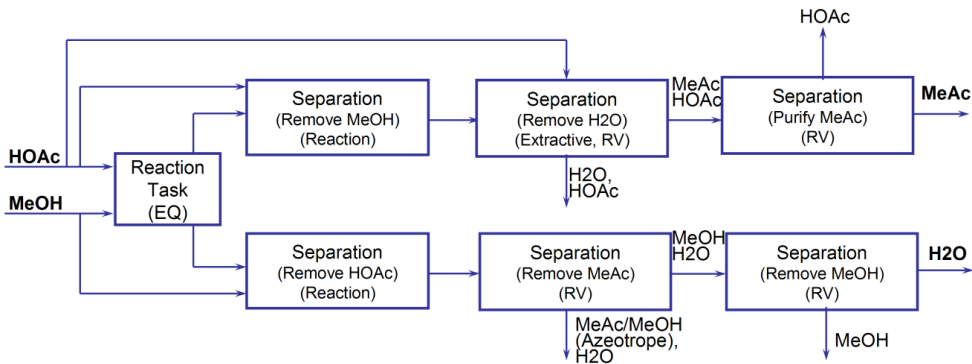 HOAc
MeOH
Reaction
Task
(EQ)
Separation
(Remove MeOH)
(Reaction)
Separation
(Remove H2O)
(Extractive, RV)
MeAc
HOAc
H2O,
HOAc
HOAc
Separation
(Purify MeAc)
(RV)
MeAc
Separation
(Remove HOAc)
(Reaction)
Separation
(Remove MeAc)
(RV)
MeOH
H2O
MeAc/MeOH
(Azeotrope),
H2O
Separation
(Remove MeOH)
(RV)
MeOH
H2O